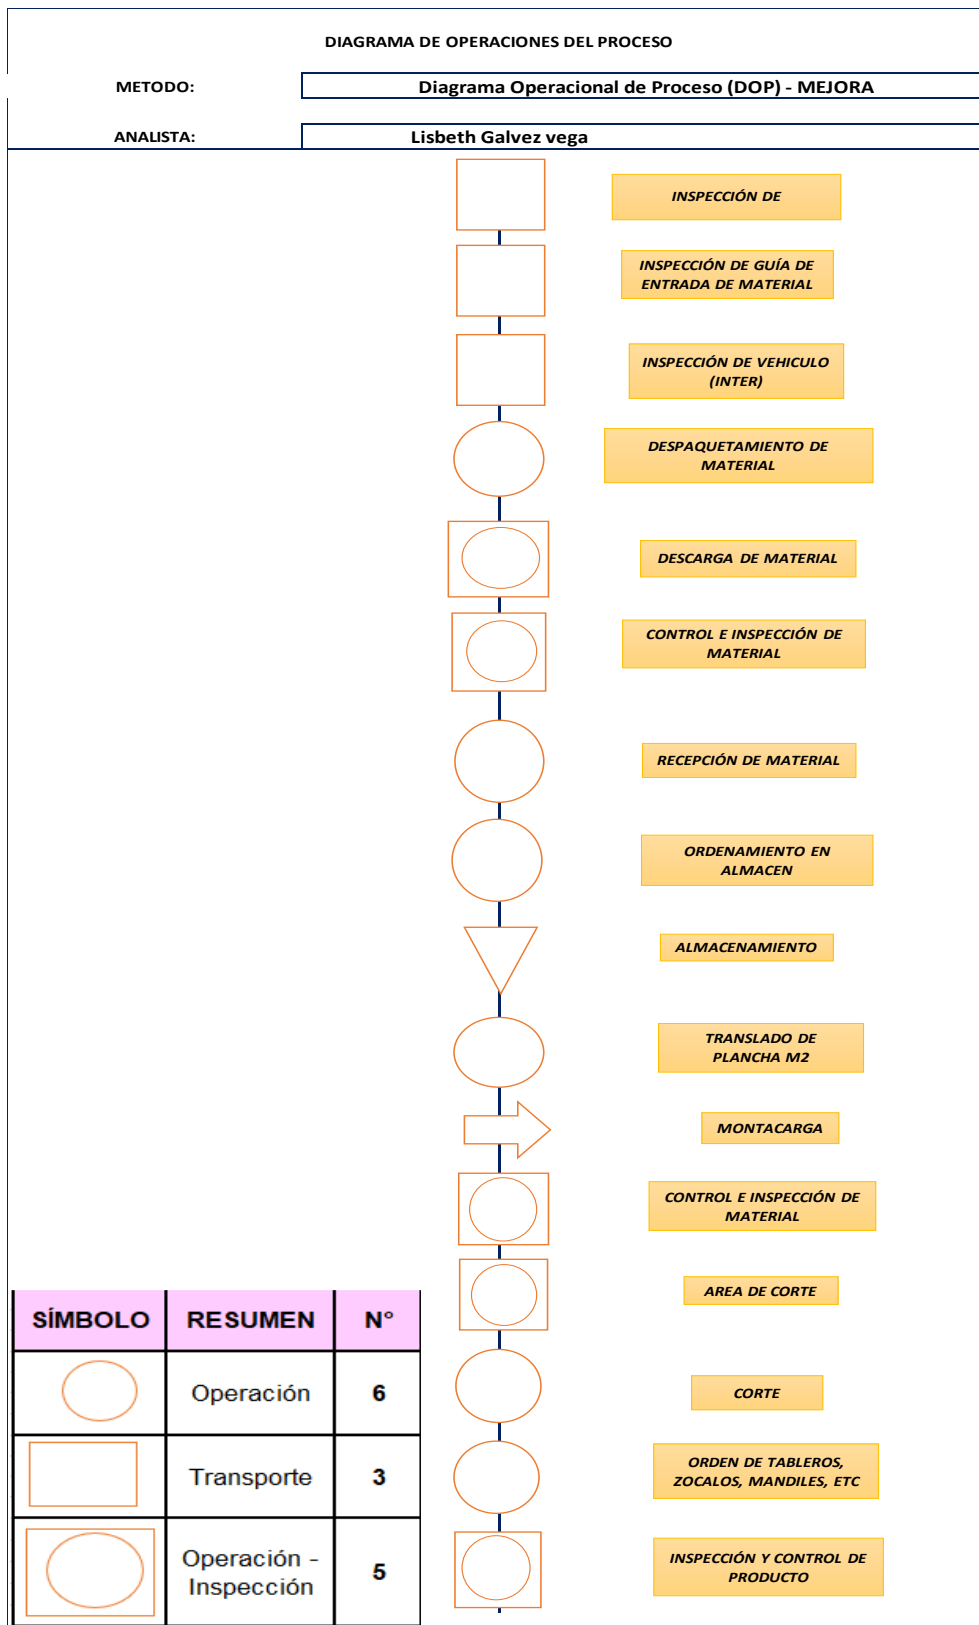 DIAGRAMA DE OPERACIONES DEL PROCESO
METODO:
Diagrama Operacional de Proceso (DOP) - MEJORA
ANALISTA:
Lisbeth Galvez vega
INSPECCIÓN DE
INSPECCIÓN DE GUÍA DE
ENTRADA DE MATERIAL
INSPECCIÓN DE VEHICULO
(INTER)
DESPAQUETAMIENTO DE
MATERIAL
DESCARGA DE MATERIAL
CONTROL E INSPECCIÓN DE
MATERIAL
RECEPCIÓN DE MATERIAL
ORDENAMIENTO EN
ALMACEN
ALMACENAMIENTO
TRANSLADO DE
PLANCHA M2
MONTACARGA
CONTROL E INSPECCIÓN DE
MATERIAL
AREA DE CORTE
CORTE
ORDEN DE TABLEROS,
ZOCALOS, MANDILES, ETC
INSPECCIÓN Y CONTROL DE
PRODUCTO
SÍMBOLO RESUMEN N°
Operación 6
Transporte 3
Operación -
Inspección 5